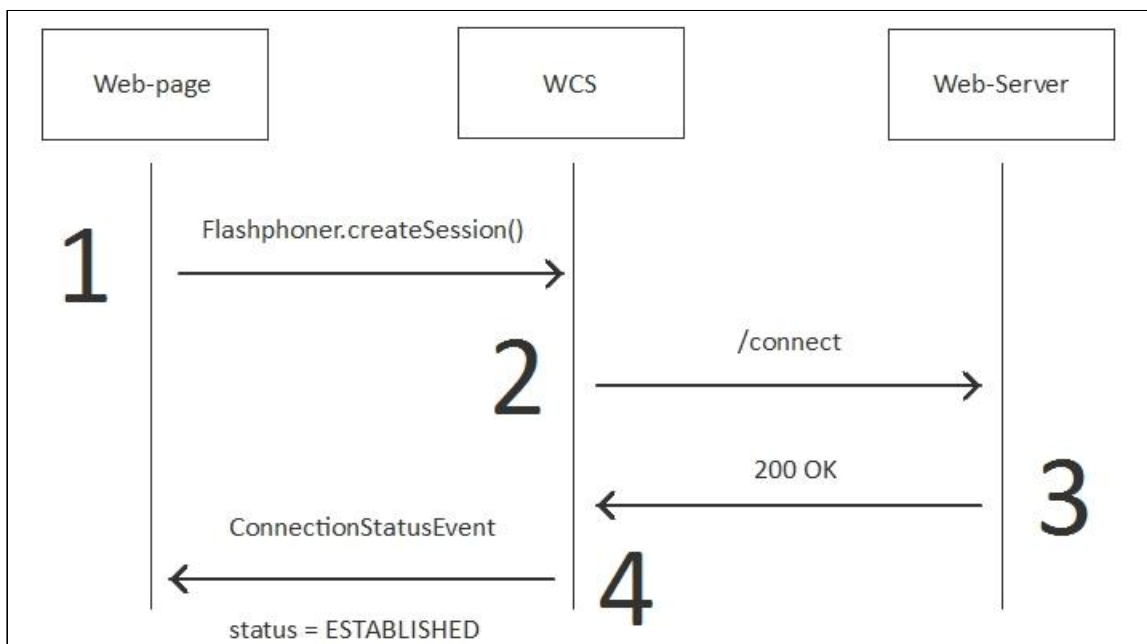 Web-page
WCS
Web-Server
1
Flashphoner.createSession()
2
/connect
200 OK
3
ConnectionStatusEvent
4
status = ESTABLISHED